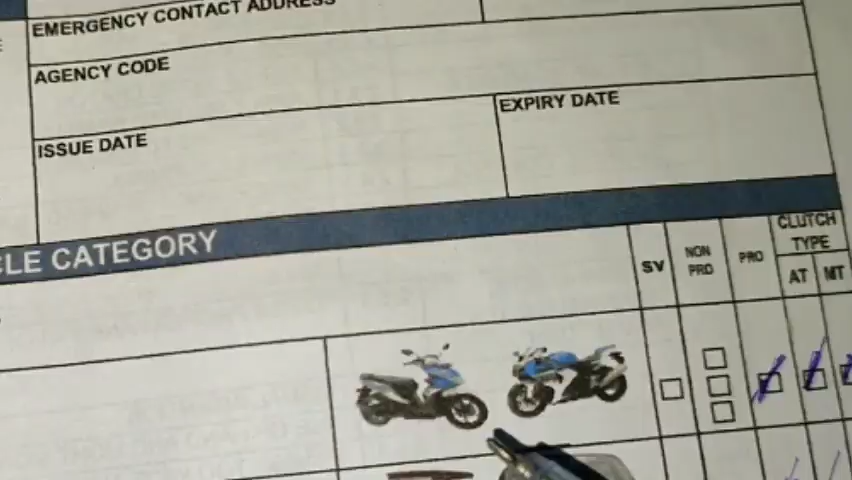 EMERGENCY CONTACT ADDRESS
AGENCY CODE
ISSUE DATE
EXPIRY DATE
CLE CATEGORY
SV
NON PRO
PRO
CLUTCH TYPE
AT
MT